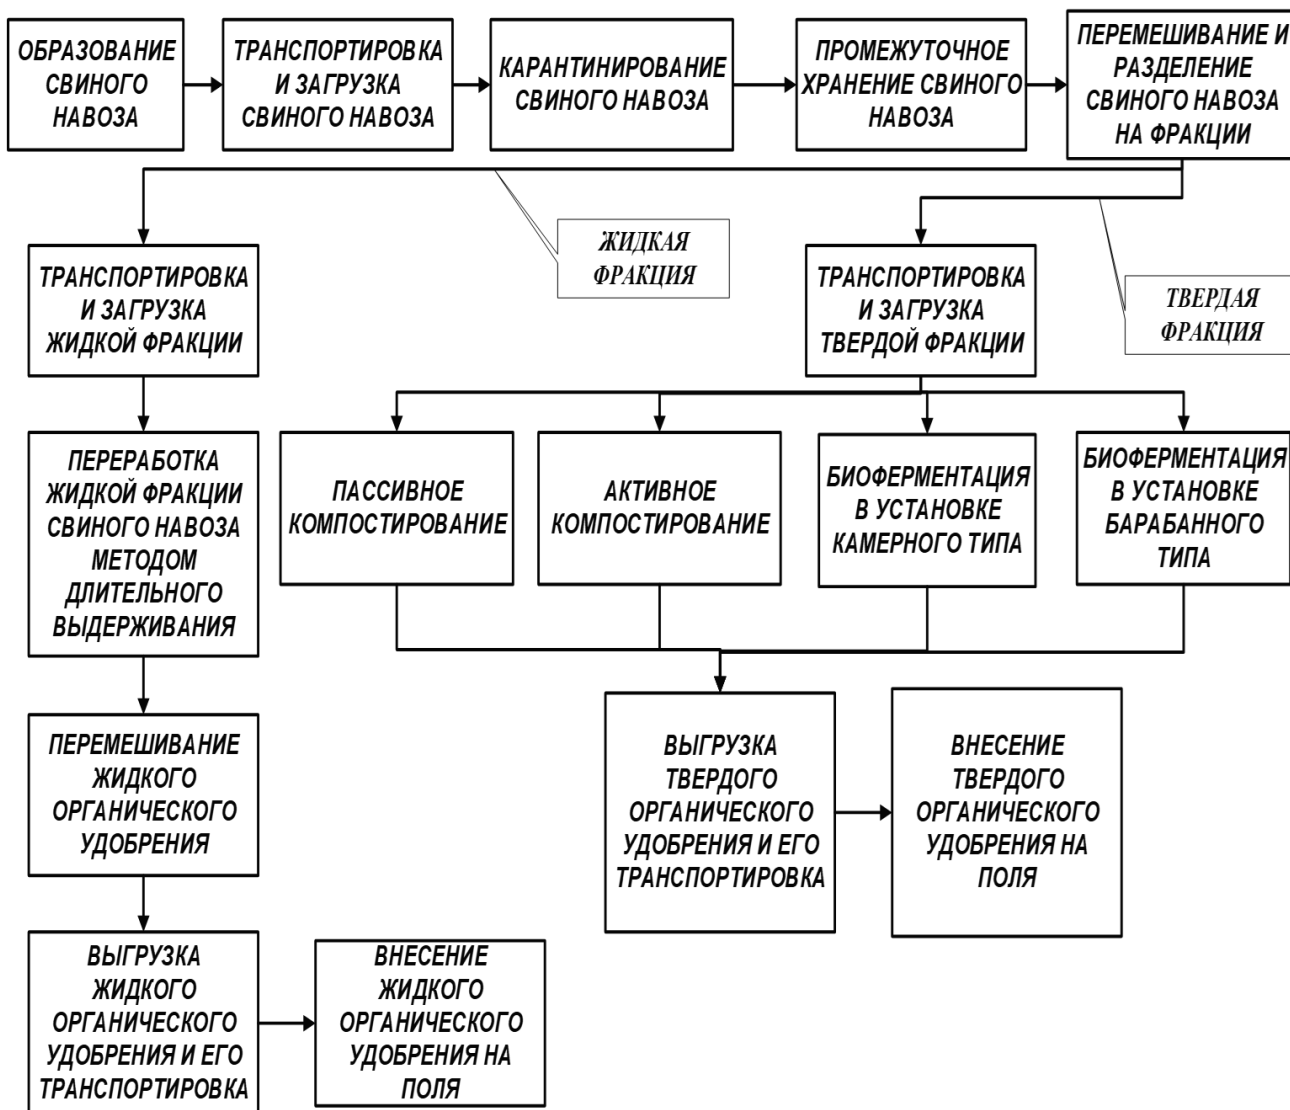 ОБРАЗОВАНИЕ
СВИНОГО
НАВОЗА
ТРАНСПОРТИРОВКА
И ЗАГРУЗКА
СВИНОГО НАВОЗА
КАРАНТИНИРОВАНИЕ
СВИНОГО НАВОЗА
ПРОМЕЖУТОЧНОЕ
ХРАНЕНИЕ СВИНОГО
НАВОЗА
ПЕРЕМЕШИВАНИЕ И
РАЗДЕЛЕНИЕ
СВИНОГО НАВОЗА
НА ФРАКЦИИ
ЖИДКАЯ
ФРАКЦИЯ
ТВЕРДАЯ
ФРАКЦИЯ
ТРАНСПОРТИРОВКА
И ЗАГРУЗКА
ЖИДКОЙ ФРАКЦИИ
ТРАНСПОРТИРОВКА
И ЗАГРУЗКА
ТВЕРДОЙ ФРАКЦИИ
ПЕРЕРАБОТКА
ЖИДКОЙ ФРАКЦИИ
СВИНОГО НАВОЗА
МЕТОДОМ
ДЛИТЕЛЬНОГО
ВЫДЕРЖИВАНИЯ
ПАССИВНОЕ
КОМПОСТИРОВАНИЕ
АКТИВНОЕ
КОМПОСТИРОВАНИЕ
БИОФЕРМЕНТАЦИЯ
В УСТАНОВКЕ
КАМЕРНОГО ТИПА
БИОФЕРМЕНТАЦИЯ
В УСТАНОВКЕ
БАРАБАННОГО
ТИПА
ПЕРЕМЕШИВАНИЕ
ЖИДКОГО
ОРГАНИЧЕСКОГО
УДОБРЕНИЯ
ВЫГРУЗКА
ТВЕРДОГО
ОРГАНИЧЕСКОГО
УДОБРЕНИЯ И ЕГО
ТРАНСПОРТИРОВКА
ВНЕСЕНИЕ
ТВЕРДОГО
ОРГАНИЧЕСКОГО
УДОБРЕНИЯ НА
ПОЛЯ
ВЫГРУЗКА
ЖИДКОГО
ОРГАНИЧЕСКОГО
УДОБРЕНИЯ И ЕГО
ТРАНСПОРТИРОВКА
ВНЕСЕНИЕ
ЖИДКОГО
ОРГАНИЧЕСКОГО
УДОБРЕНИЯ НА
ПОЛЯ